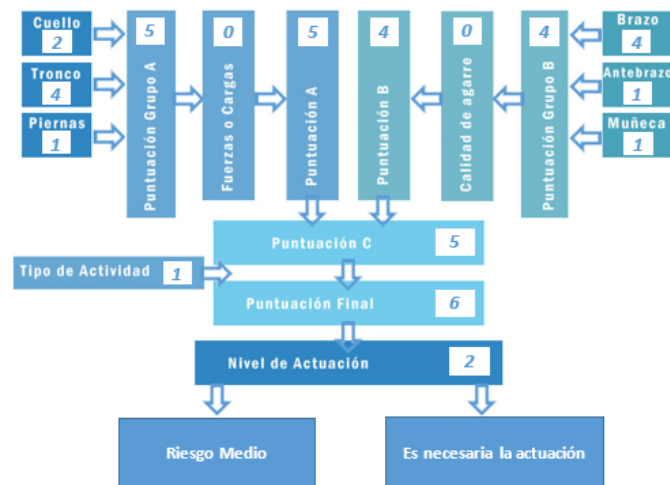 Cuello
2
Tronco
4
Piernas
1
5
Puntuación Grupo A
0
Fuerzas o Cargas
5
Puntuación A
4
Puntuación B
0
Calidad de agarre
4
Puntuación Grupo B
Brazo
4
Antebrazo
1
Muñeca
1
Puntuación C 5
Tipo de Actividad 1
Puntuación Final 6
Nivel de Actuación 2
Riesgo Medio
Es necesaria la actuación